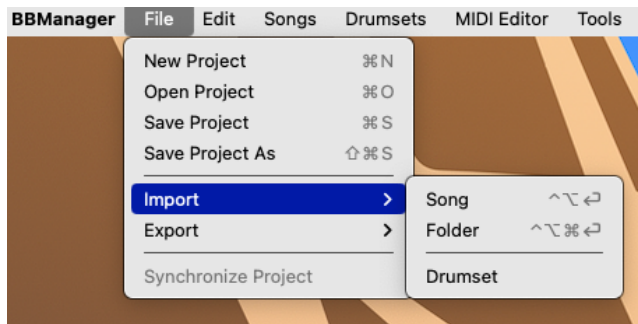 BBManager File Edit Songs Drumsets MIDI Editor Tools
New Project ⌘N
Open Project ⌘O
Save Project ⌘S
Save Project As ⇧⌘S
Import > Song ^⌥↩
Export > Folder ^⌥⌘↩
Synchronize Project Drumset